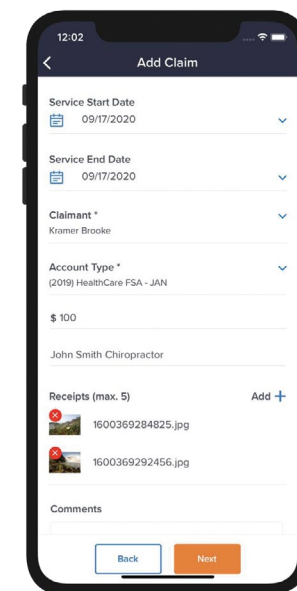 12:02
Add Claim
Service Start Date
09/17/2020
Service End Date
09/17/2020
Claimant *
Kramer Brooke
Account Type *
(2019) HealthCare FSA - JAN
$ 100
John Smith Chiropractor
Receipts (max. 5) Add +
1600369284825.jpg
1600369292456.jpg
Comments
Back Next